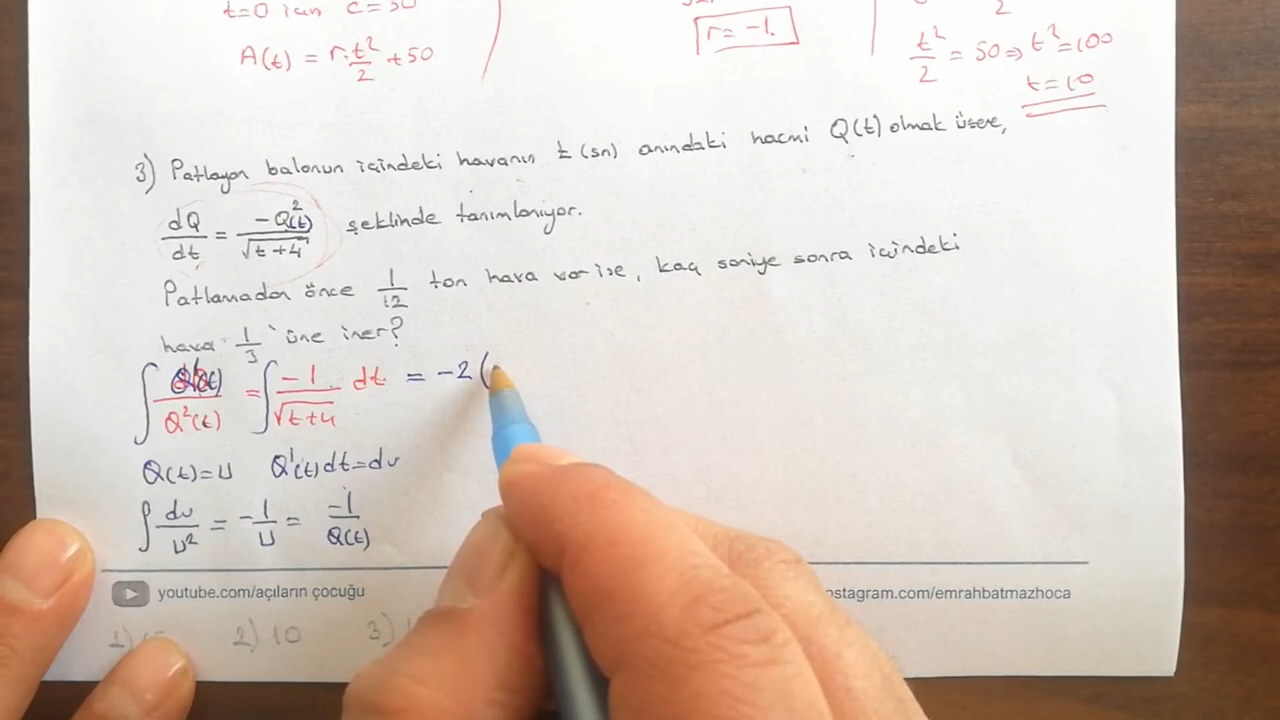 t=0 için c=50
A(t) = r·t²/2 +50
r=-1.
2
t²/2 = 50 ⇒ t²=100
t=10
3) Patlayan balonun içindeki havanın t (sn) anındaki hacmi Q(t) olmak üzere,
dQ/dt = -Q²(t)/√t+4 şeklinde tanımlanıyor.
Patlamadan önce 1/12 ton hava var ise, kaç saniye sonra içindeki
hava 1/3 'üne iner?
∫ Q'(t)/Q²(t) = ∫ -1/√t+4 dt = -2 (
Q(t)=u Q'(t)dt=du
∫ du/u² = -1/u = -1/Q(t)
youtube.com/açıların çocuğu
nstagram.com/emrahbatmazhoca
1) 2) 10 3)